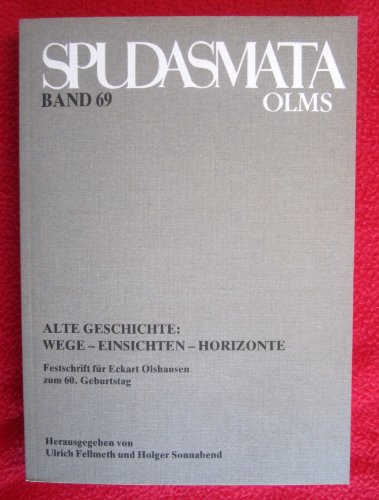 SPUDASMATA
BAND 69
OLMS
ALTE GESCHICHTE:
WEGE – EINSICHTEN – HORIZONTE
Festschrift für Eckart Olshausen
zum 60. Geburtstag
Herausgegeben von
Ulrich Fellmeth und Holger Sonnabend